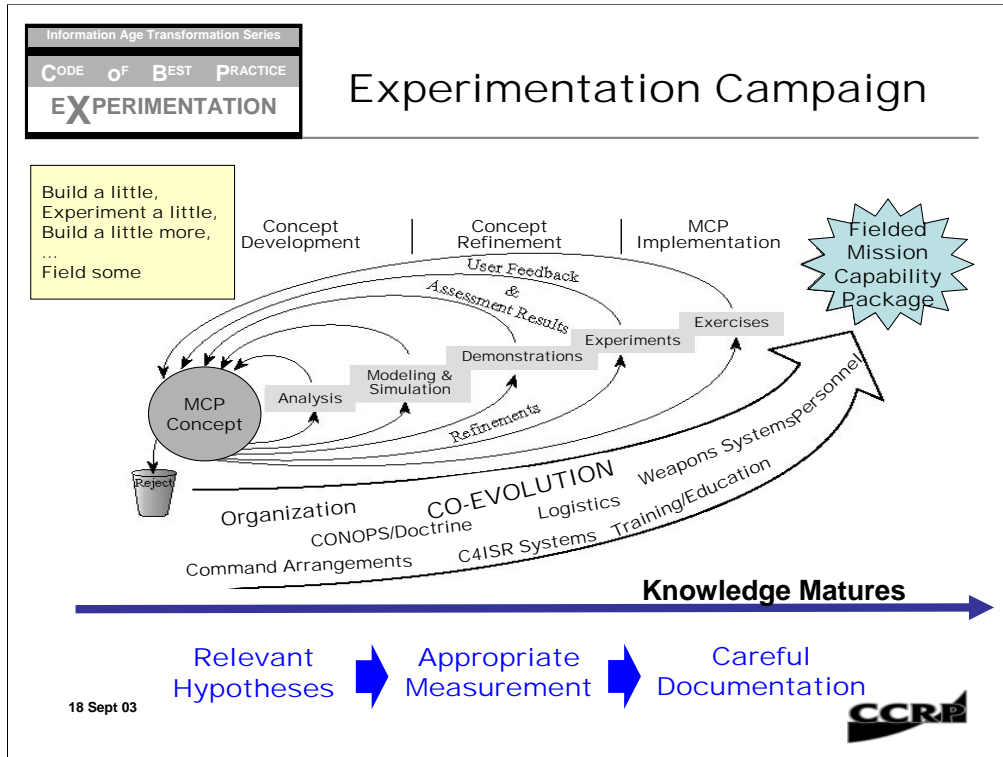 Information Age Transformation Series
CODE oF BEST PRACTICE
EXPERIMENTATION
Experimentation Campaign
Build a little,
Experiment a little,
Build a little more,
...
Field some
Concept
Development
Concept
Refinement
MCP
Implementation
Fielded
Mission
Capability
Package
User Feedback
&
Assessment Results
Exercises
Experiments
Demonstrations
Modeling &
Simulation
Analysis
MCP
Concept
Refinements
Reject
Organization
CO-EVOLUTION
Weapons Systems
Personnel
CONOPS/Doctrine
Logistics
Command Arrangements
C4ISR Systems
Training/Education
Knowledge Matures
Relevant
Hypotheses
Appropriate
Measurement
Careful
Documentation
18 Sept 03
CCRP